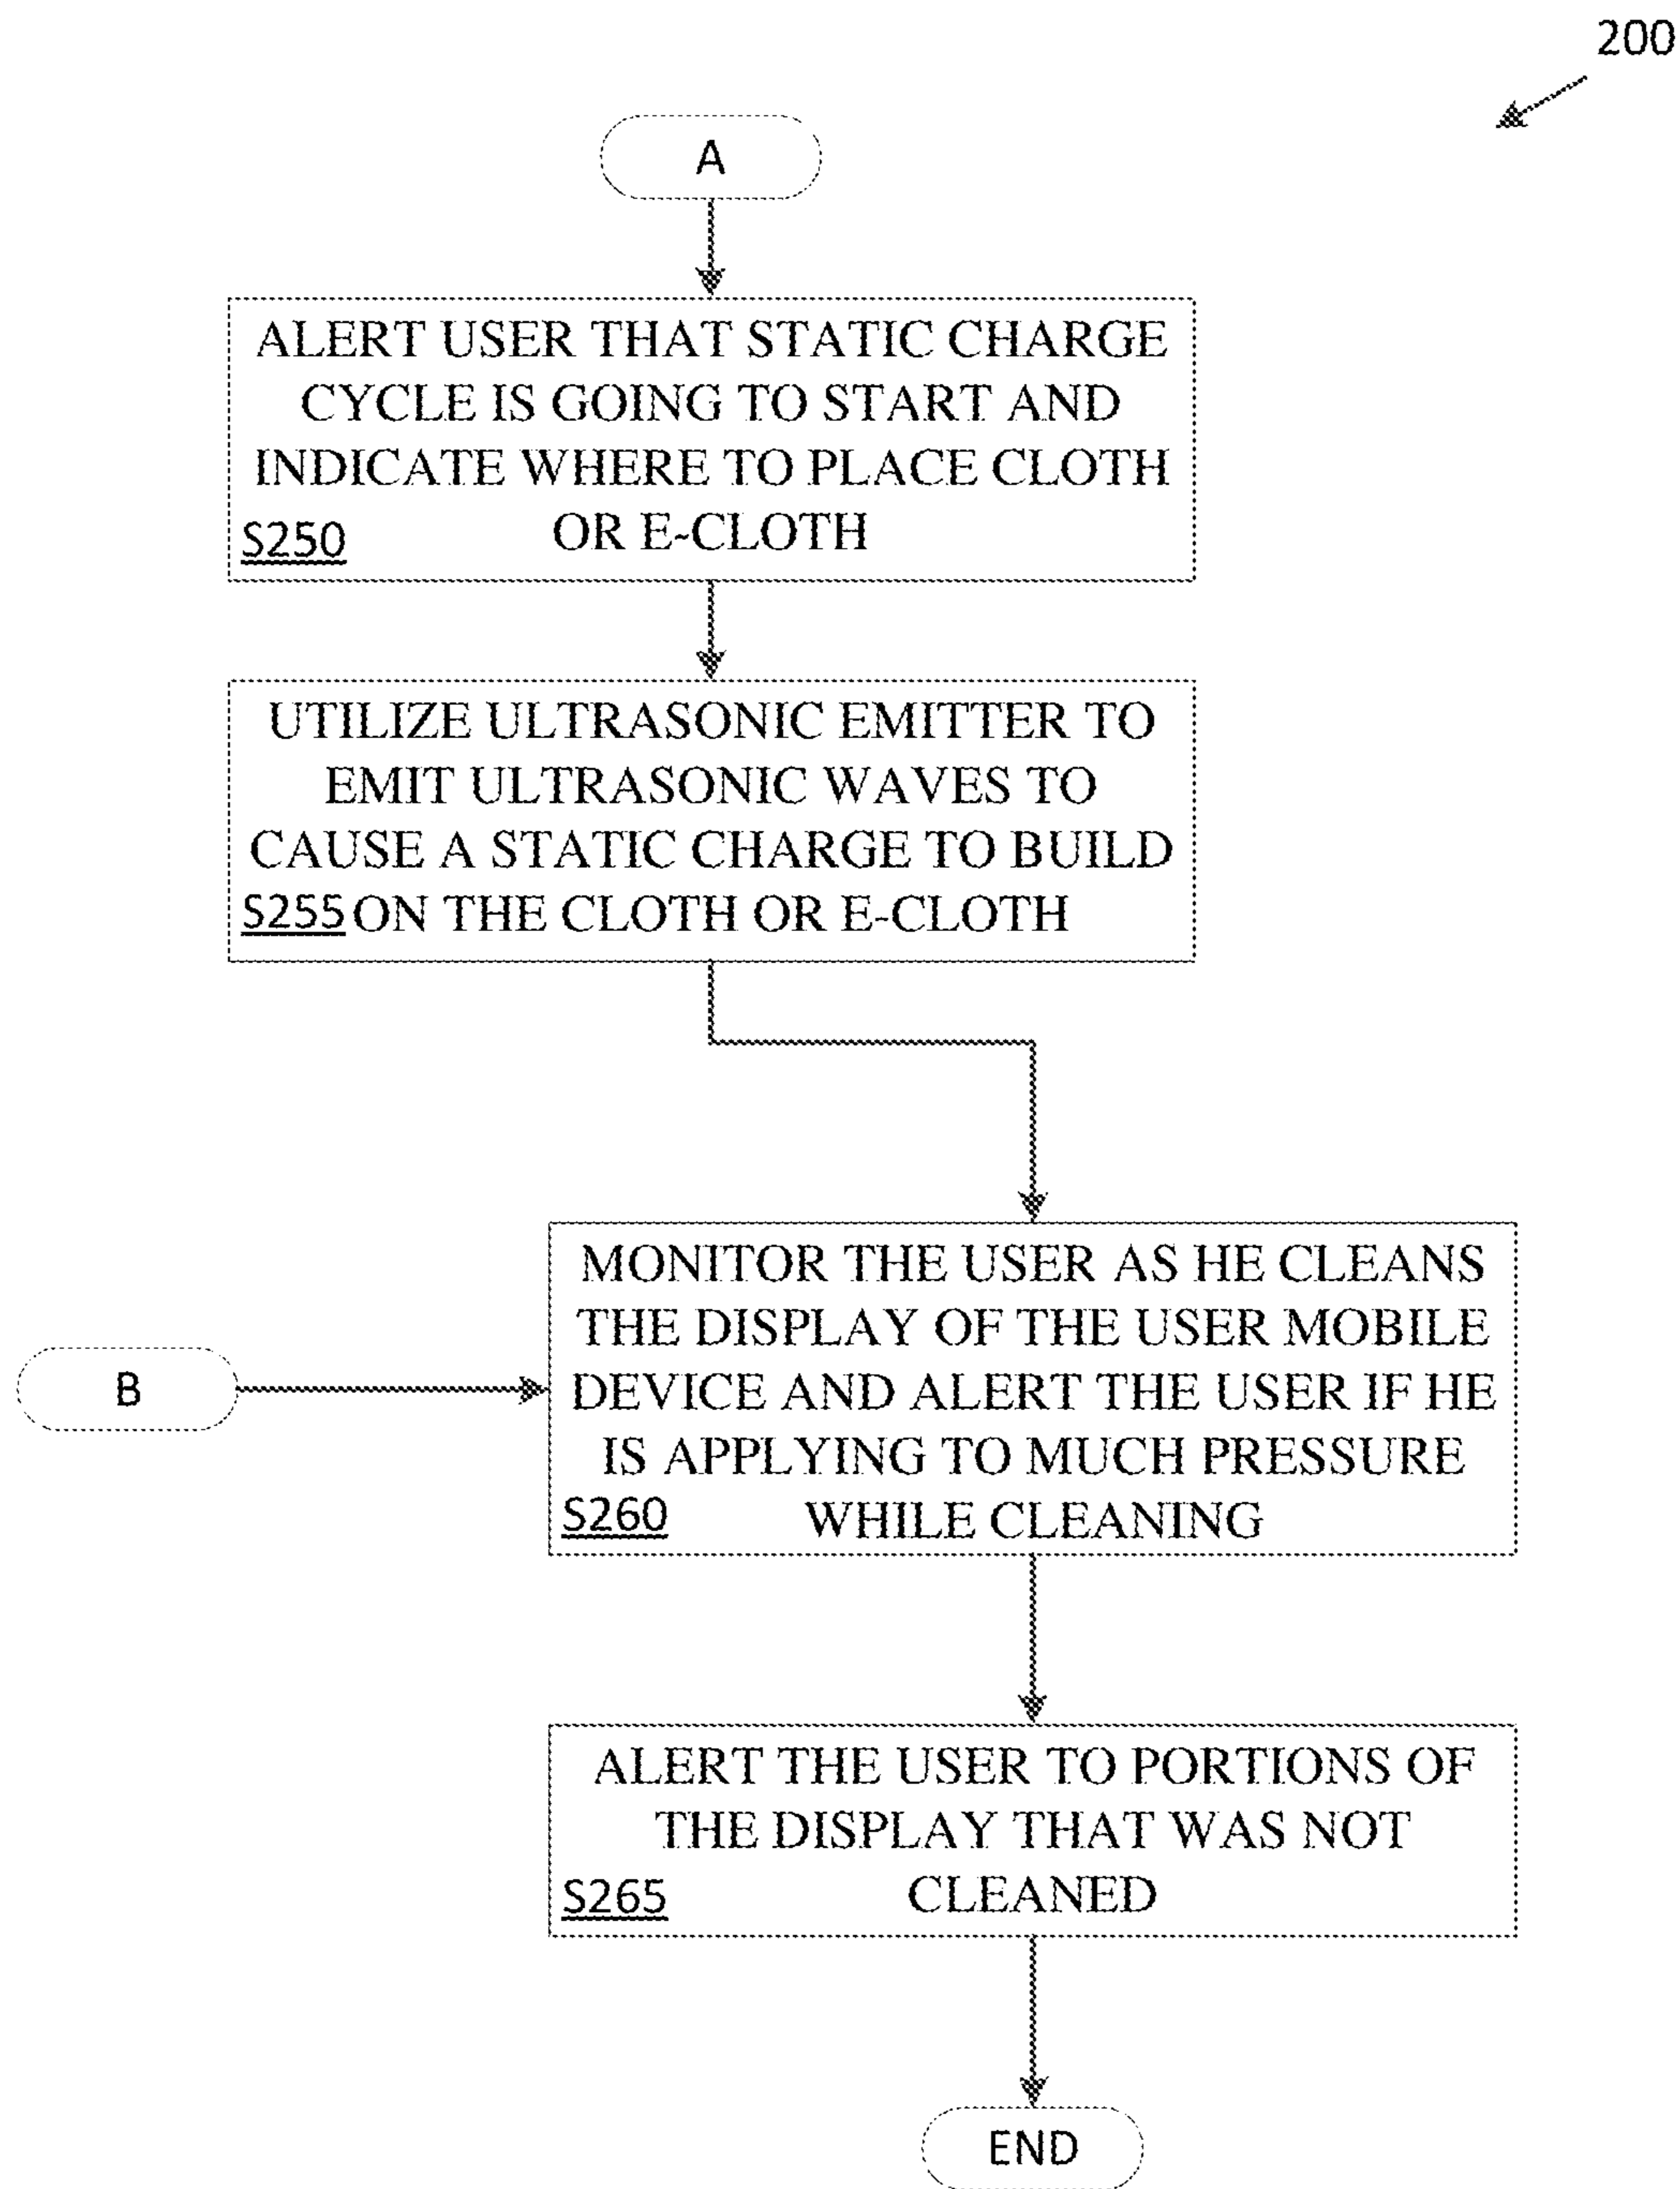 200
A
ALERT USER THAT STATIC CHARGE
CYCLE IS GOING TO START AND
INDICATE WHERE TO PLACE CLOTH
S250 OR E-CLOTH
UTILIZE ULTRASONIC EMITTER TO
EMIT ULTRASONIC WAVES TO
CAUSE A STATIC CHARGE TO BUILD
S255 ON THE CLOTH OR E-CLOTH
MONITOR THE USER AS HE CLEANS
THE DISPLAY OF THE USER MOBILE
B
DEVICE AND ALERT THE USER IF HE
IS APPLYING TO MUCH PRESSURE
S260 WHILE CLEANING
ALERT THE USER TO PORTIONS OF
THE DISPLAY THAT WAS NOT
S265 CLEANED
END